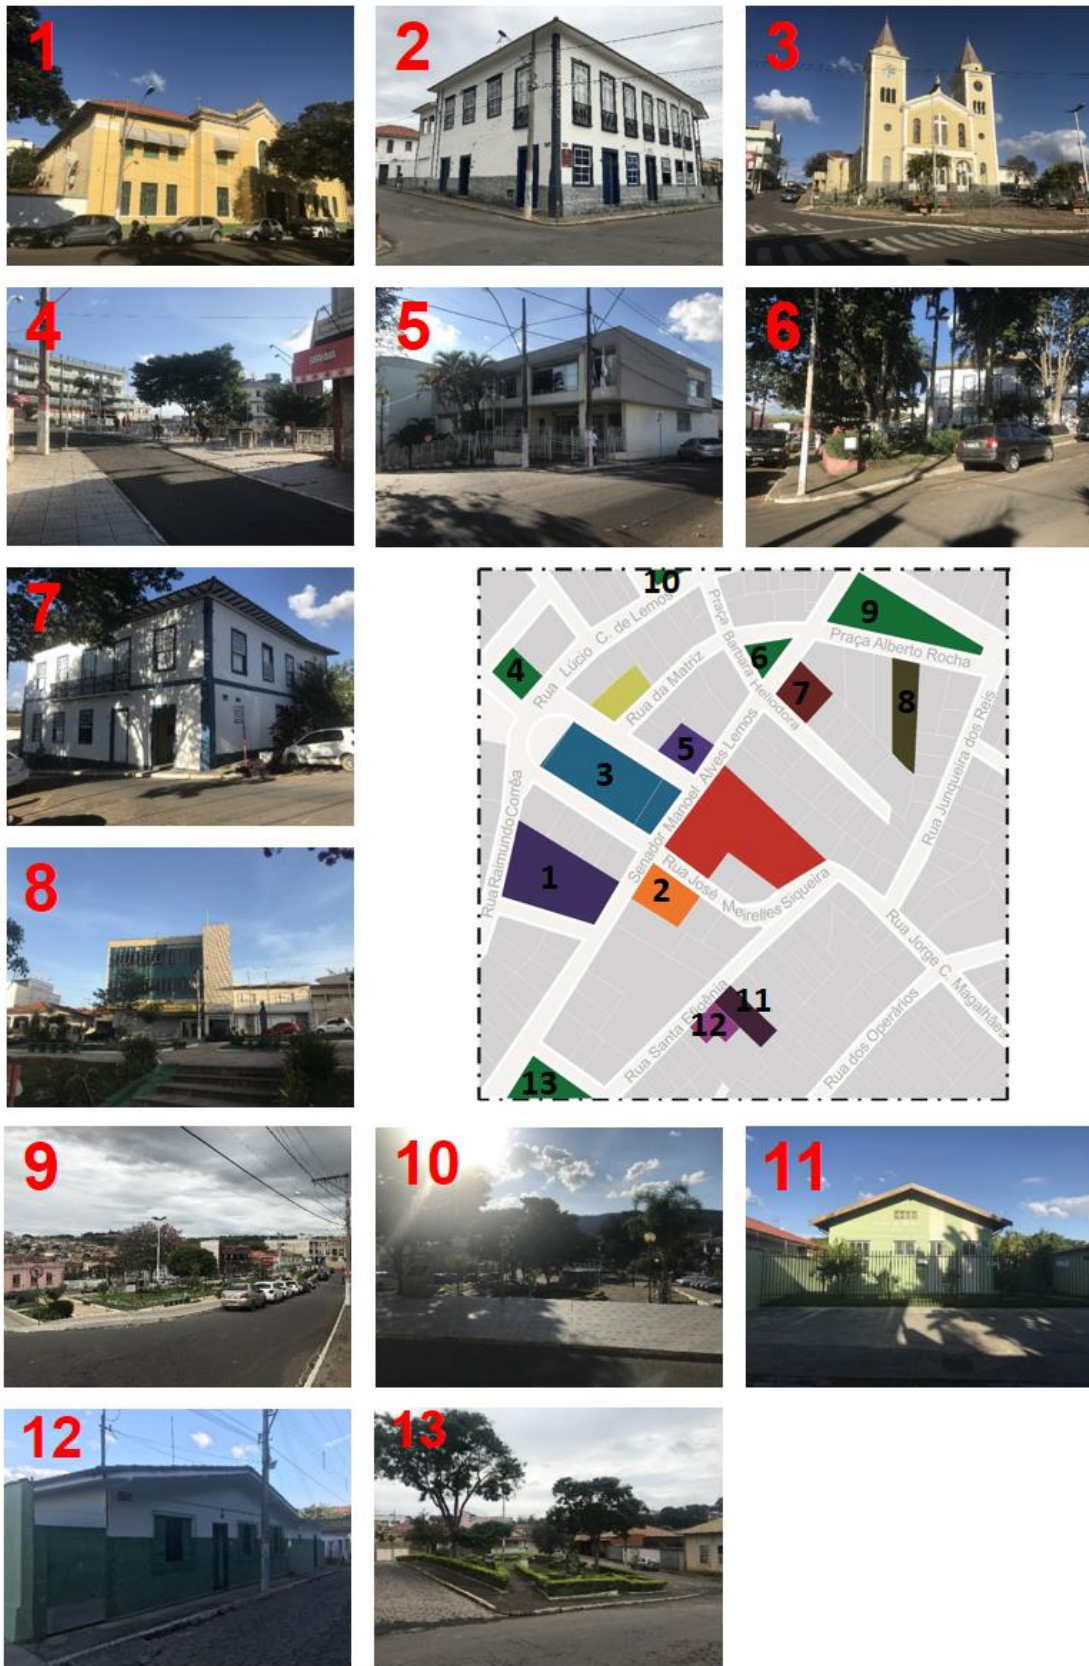 1
2
3
4
5
6
7
10
9
Praça Alberto Rocha
Rua Lúcio C. de Lemos
Praça Barbara Heliodora
6
4
Rua da Matriz
7
8
5
3
Senador Manoel Alves Lemos
Rua Junqueira dos Reis
Rua Raimundo Corrêa
1
2
Rua José Meirelles Siqueira
8
Rua Jorge C. Magalhães
11
12
Rua Santa Efigênia
Rua dos Operários
13
9
10
11
12
13